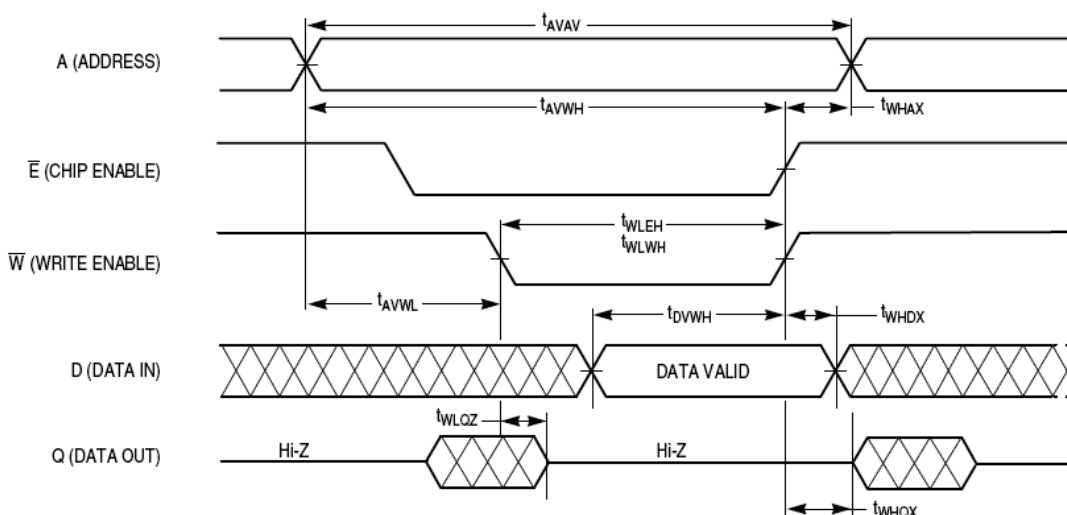 tAVAV
A (ADDRESS)
tAVWH
tWHAX
E̅ (CHIP ENABLE)
tWLEH
tWLWH
W̅ (WRITE ENABLE)
tAVWL
tDVWH
tWHDX
D (DATA IN)
DATA VALID
tWLQZ
Q (DATA OUT)
Hi-Z
Hi-Z
tWHQX